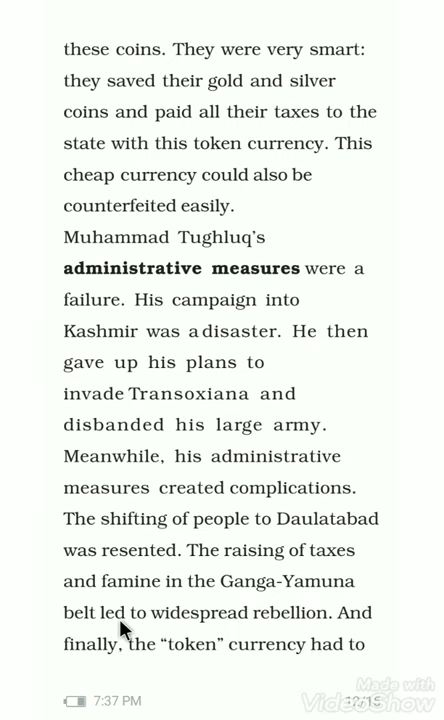 these coins. They were very smart:
they saved their gold and silver
coins and paid all their taxes to the
state with this token currency. This
cheap currency could also be
counterfeited easily.
Muhammad Tughluq's
administrative measures were a
failure. His campaign into
Kashmir was a disaster. He then
gave up his plans to
invade Transoxiana and
disbanded his large army.
Meanwhile, his administrative
measures created complications.
The shifting of people to Daulatabad
was resented. The raising of taxes
and famine in the Ganga-Yamuna
belt led to widespread rebellion. And
finally, the “token” currency had to
7:37 PM
Made with
VideoShow